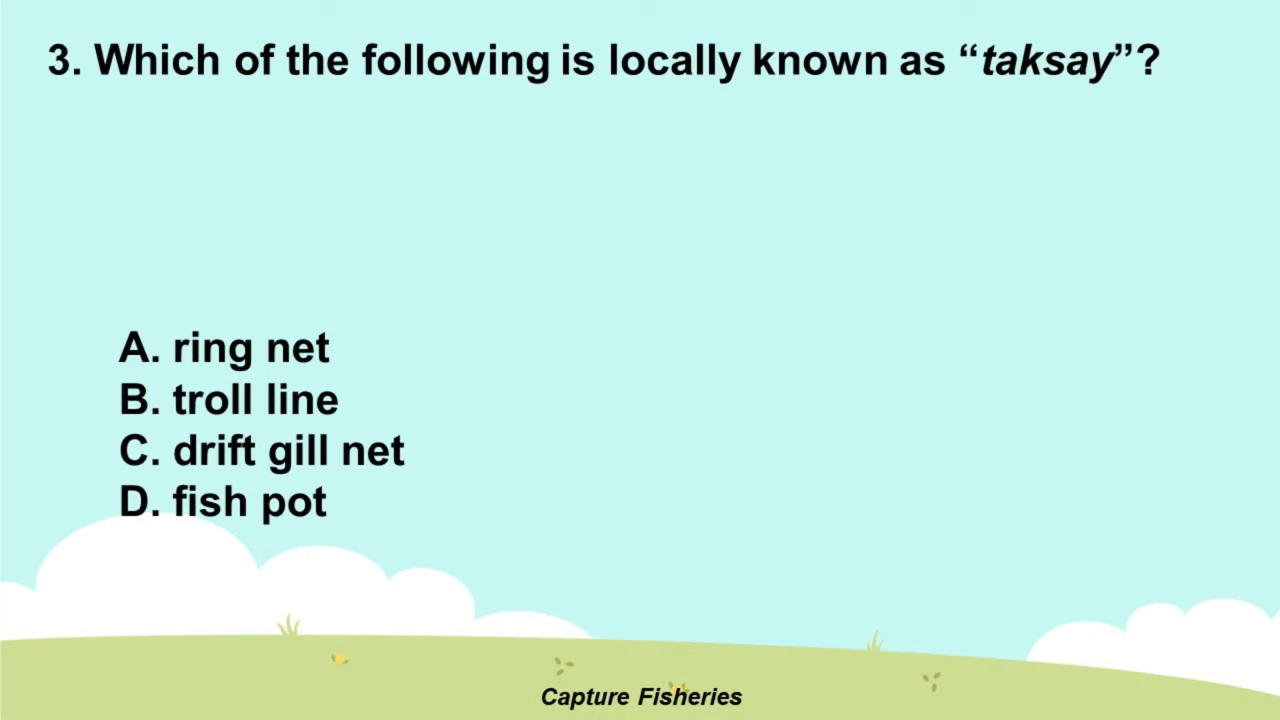 3. Which of the following is locally known as “taksay”?
A. ring net
B. troll line
C. drift gill net
D. fish pot
Capture Fisheries